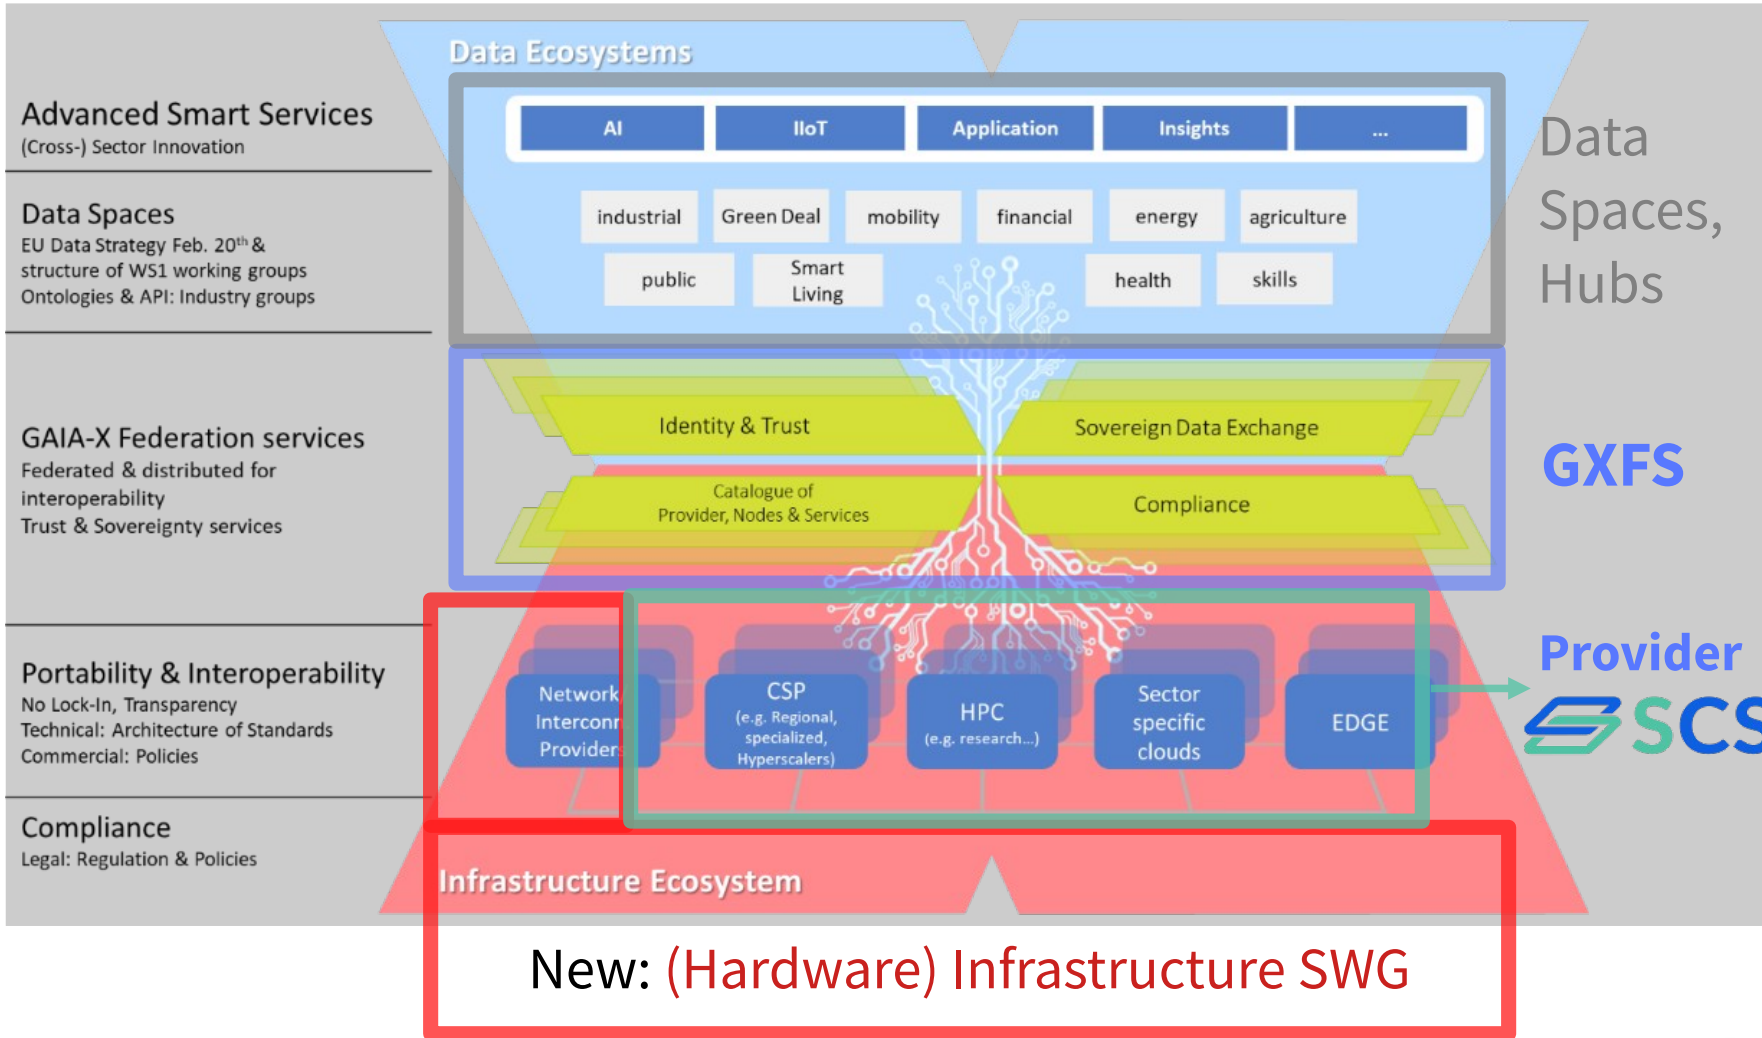 Data Ecosystems
Advanced Smart Services
(Cross-) Sector Innovation
AI
IIoT
Application
Insights
...
Data
Spaces,
Hubs
Data Spaces
EU Data Strategy Feb. 20th &
structure of WS1 working groups
Ontologies & API: Industry groups
industrial
Green Deal
mobility
financial
energy
agriculture
public
Smart
Living
health
skills
GAIA-X Federation services
Federated & distributed for
interoperability
Trust & Sovereignty services
Identity & Trust
Sovereign Data Exchange
Catalogue of
Provider, Nodes & Services
Compliance
GXFS
Portability & Interoperability
No Lock-In, Transparency
Technical: Architecture of Standards
Commercial: Policies
Network
Interconn
Providers
CSP
(e.g. Regional,
specialized,
Hyperscalers)
HPC
(e.g. research...)
Sector
specific
clouds
EDGE
Provider
SCS
Compliance
Legal: Regulation & Policies
Infrastructure Ecosystem
New: (Hardware) Infrastructure SWG